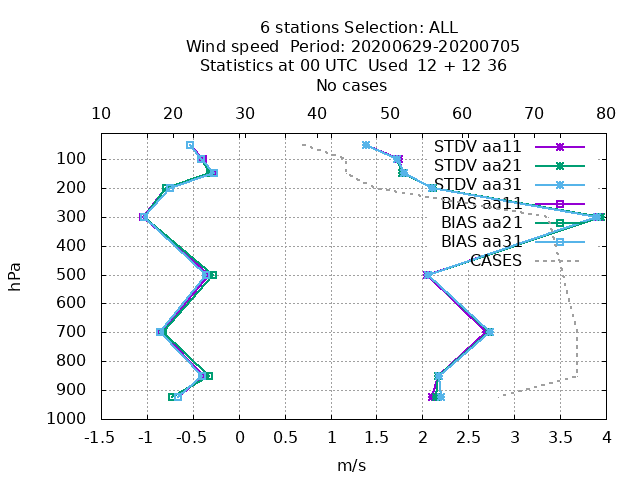 6 stations Selection: ALL
Wind speed  Period: 20200629-20200705
Statistics at 00 UTC  Used  12 + 12 36
No cases
10 20 30 40 50 60 70 80
STDV aa11
STDV aa21
STDV aa31
BIAS aa11
BIAS aa21
BIAS aa31
CASES
hPa
100
200
300
400
500
600
700
800
900
1000
-1.5 -1 -0.5 0 0.5 1 1.5 2 2.5 3 3.5 4
m/s